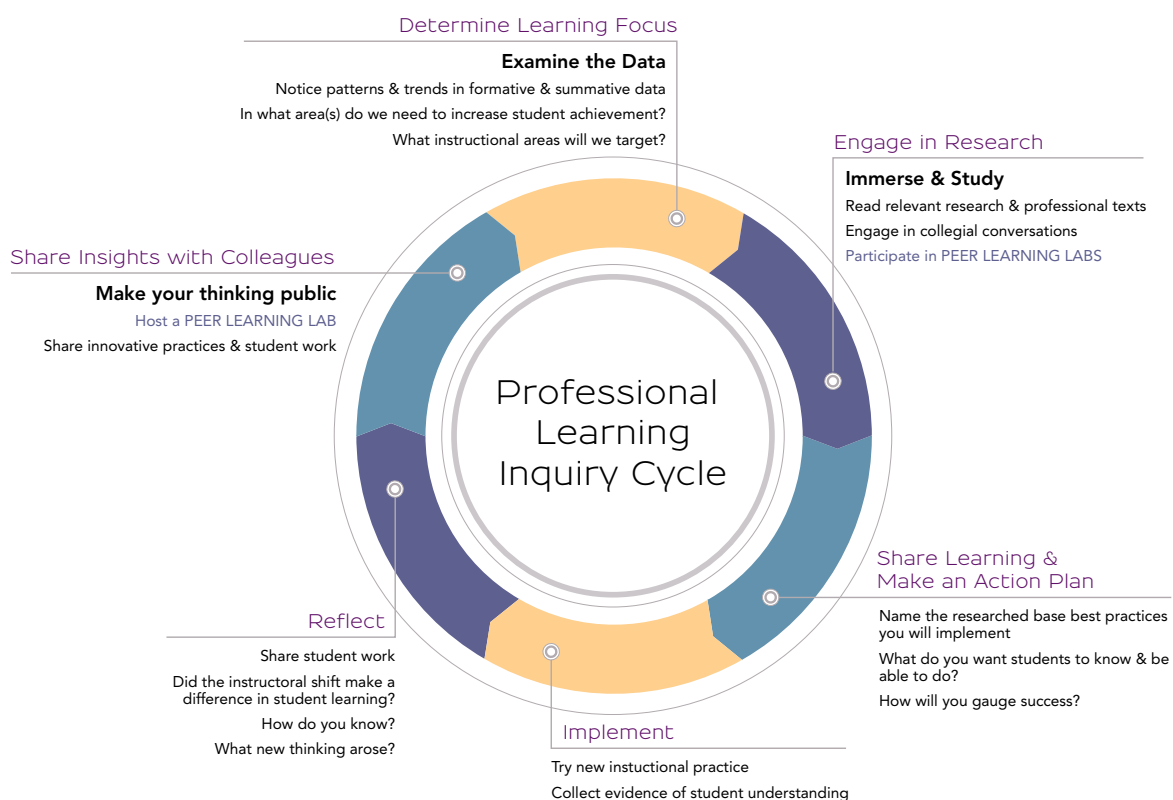 Determine Learning Focus
Examine the Data
Notice patterns & trends in formative & summative data
In what area(s) do we need to increase student achievement?
What instructional areas will we target?
Engage in Research
Immerse & Study
Read relevant research & professional texts
Engage in collegial conversations
Participate in PEER LEARNING LABS
Share Insights with Colleagues
Make your thinking public
Host a PEER LEARNING LAB
Share innovative practices & student work
Professional
Learning
Inquiry Cycle
Share Learning &
Make an Action Plan
Name the researched base best practices
you will implement
What do you want students to know & be
able to do?
How will you gauge success?
Reflect
Share student work
Did the instructoral shift make a
difference in student learning?
How do you know?
What new thinking arose?
Implement
Try new instuctional practice
Collect evidence of student understanding